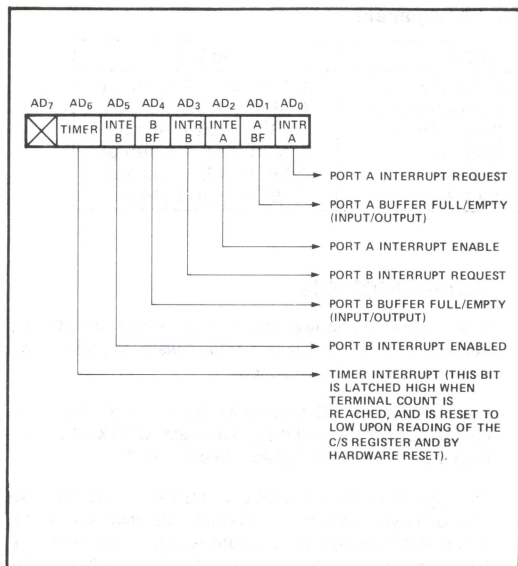 AD7 AD6 AD5 AD4 AD3 AD2 AD1 AD0
TIMER INTE B B BF INTR B INTE A A BF INTR A
PORT A INTERRUPT REQUEST
PORT A BUFFER FULL/EMPTY
(INPUT/OUTPUT)
PORT A INTERRUPT ENABLE
PORT B INTERRUPT REQUEST
PORT B BUFFER FULL/EMPTY
(INPUT/OUTPUT)
PORT B INTERRUPT ENABLED
TIMER INTERRUPT (THIS BIT
IS LATCHED HIGH WHEN
TERMINAL COUNT IS
REACHED, AND IS RESET TO
LOW UPON READING OF THE
C/S REGISTER AND BY
HARDWARE RESET).